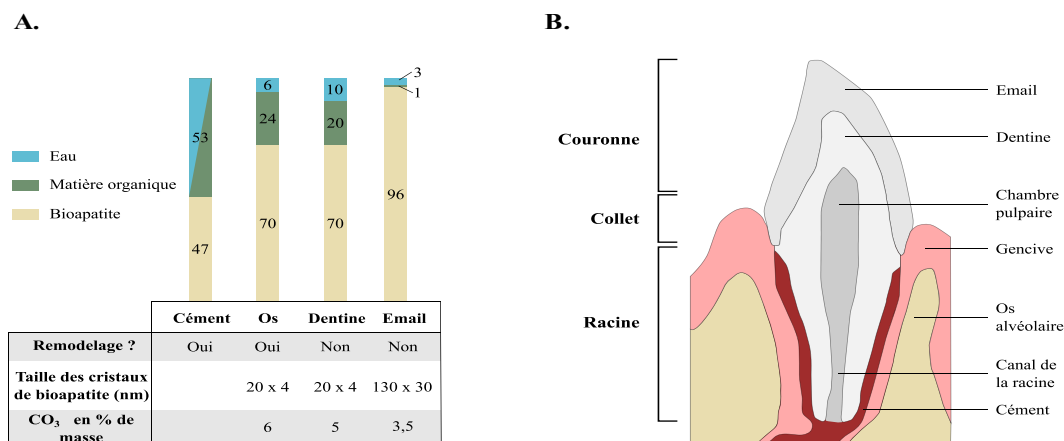 A.
3
6
10
1
24
20
53
Eau
Matière organique
Bioapatite
96
70
70
47
Cément Os Dentine Email
Remodelage ? Oui Oui Non Non
Taille des cristaux
de bioapatite (nm) 20 x 4 20 x 4 130 x 30
CO₃ en % de
masse 6 5 3,5
B.
Couronne
Collet
Racine
Email
Dentine
Chambre
pulpaire
Gencive
Os
alvéolaire
Canal de
la racine
Cément